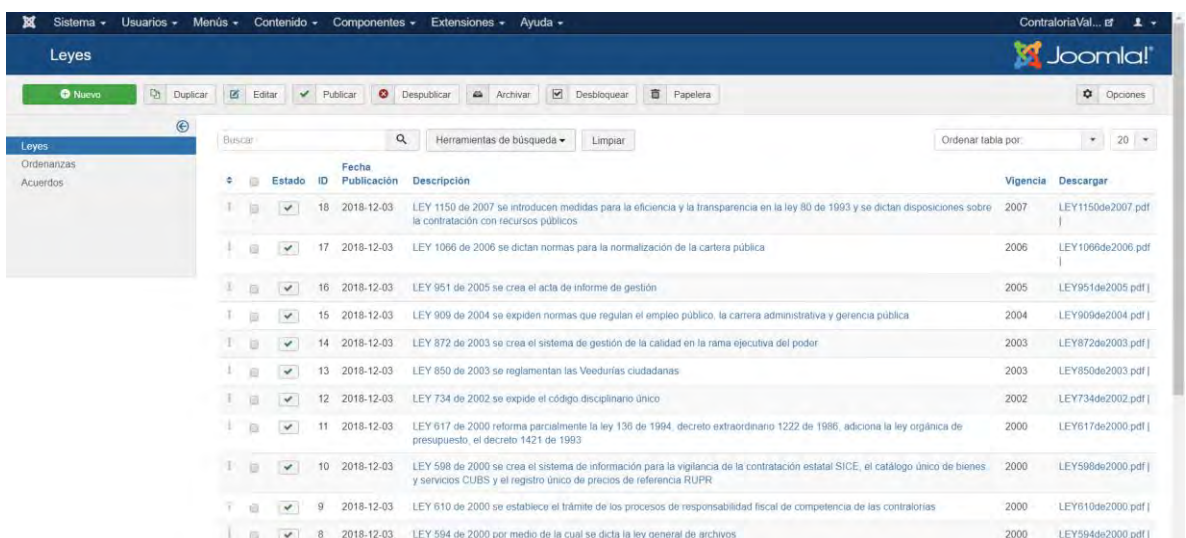 Sistema Usuarios Menús Contenido Componentes Extensiones Ayuda ContraloriaVal...
Leyes Joomla!
Nuevo Duplicar Editar Publicar Despublicar Archivar Desbloquear Papelera Opciones
Leyes
Ordenanzas
Acuerdos
Buscar Herramientas de búsqueda Limpiar Ordenar tabla por: 20
Estado ID Fecha Publicación Descripción Vigencia Descargar
18 2018-12-03 LEY 1150 de 2007 se introducen medidas para la eficiencia y la transparencia en la ley 80 de 1993 y se dictan disposiciones sobre 2007 LEY1150de2007.pdf
la contratación con recursos públicos |
17 2018-12-03 LEY 1066 de 2006 se dictan normas para la normalización de la cartera pública 2006 LEY1066de2006.pdf
|
16 2018-12-03 LEY 951 de 2005 se crea el acta de informe de gestión 2005 LEY951de2005.pdf |
15 2018-12-03 LEY 909 de 2004 se expiden normas que regulan el empleo público, la carrera administrativa y gerencia pública 2004 LEY909de2004.pdf |
14 2018-12-03 LEY 872 de 2003 se crea el sistema de gestión de la calidad en la rama ejecutiva del poder 2003 LEY872de2003.pdf |
13 2018-12-03 LEY 850 de 2003 se reglamentan las Veedurías ciudadanas 2003 LEY850de2003.pdf |
12 2018-12-03 LEY 734 de 2002 se expide el código disciplinario único 2002 LEY734de2002.pdf |
11 2018-12-03 LEY 617 de 2000 reforma parcialmente la ley 136 de 1994, decreto extraordinario 1222 de 1986, adiciona la ley orgánica de 2000 LEY617de2000.pdf |
presupuesto, el decreto 1421 de 1993
10 2018-12-03 LEY 598 de 2000 se crea el sistema de información para la vigilancia de la contratación estatal SICE, el catálogo único de bienes 2000 LEY598de2000.pdf |
y servicios CUBS y el registro único de precios de referencia RUPR
9 2018-12-03 LEY 610 de 2000 se establece el trámite de los procesos de responsabilidad fiscal de competencia de las contralorías 2000 LEY610de2000.pdf |
8 2018-12-03 LEY 594 de 2000 por medio de la cual se dicta la ley general de archivos 2000 LEY594de2000.pdf |